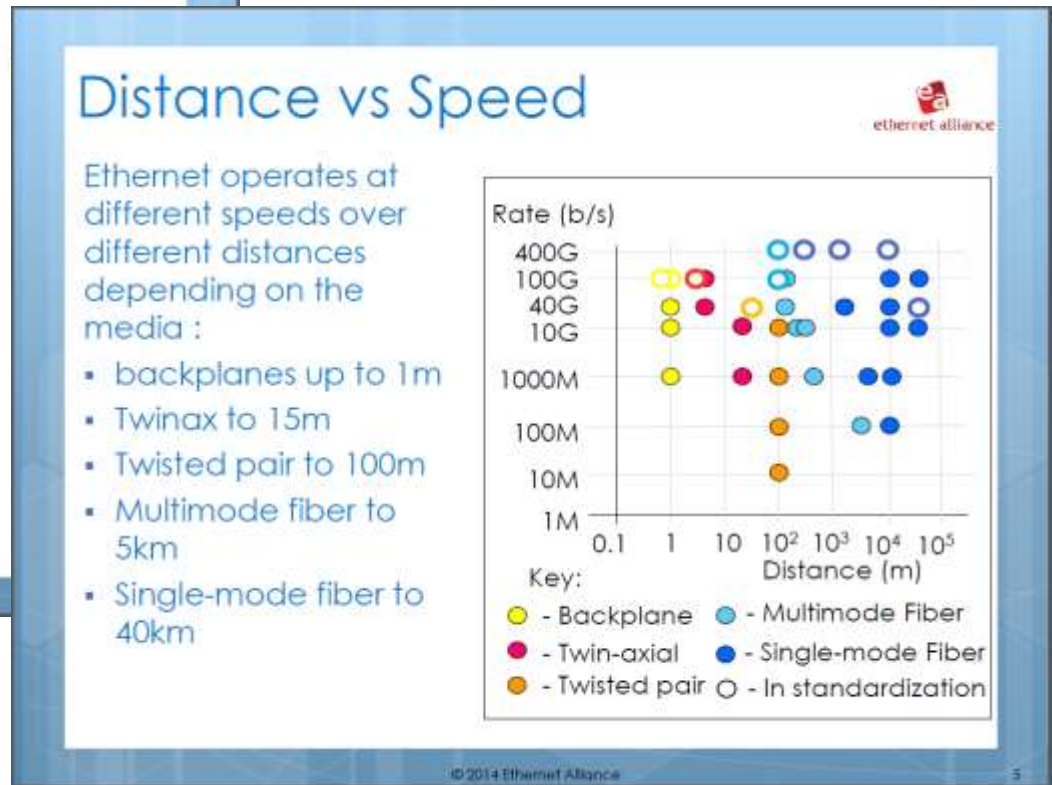 Distance vs Speed
ea
ethernet alliance
Ethernet operates at
different speeds over
different distances
depending on the
media :
▪ backplanes up to 1m
▪ Twinax to 15m
▪ Twisted pair to 100m
▪ Multimode fiber to
5km
▪ Single-mode fiber to
40km
Rate (b/s)
400G
100G
40G
10G
1000M
100M
10M
1M
0.1 1 10 10² 10³ 10⁴ 10⁵
Distance (m)
Key:
- Backplane - Multimode Fiber
- Twin-axial - Single-mode Fiber
- Twisted pair - In standardization
© 2014 Ethernet Alliance
5